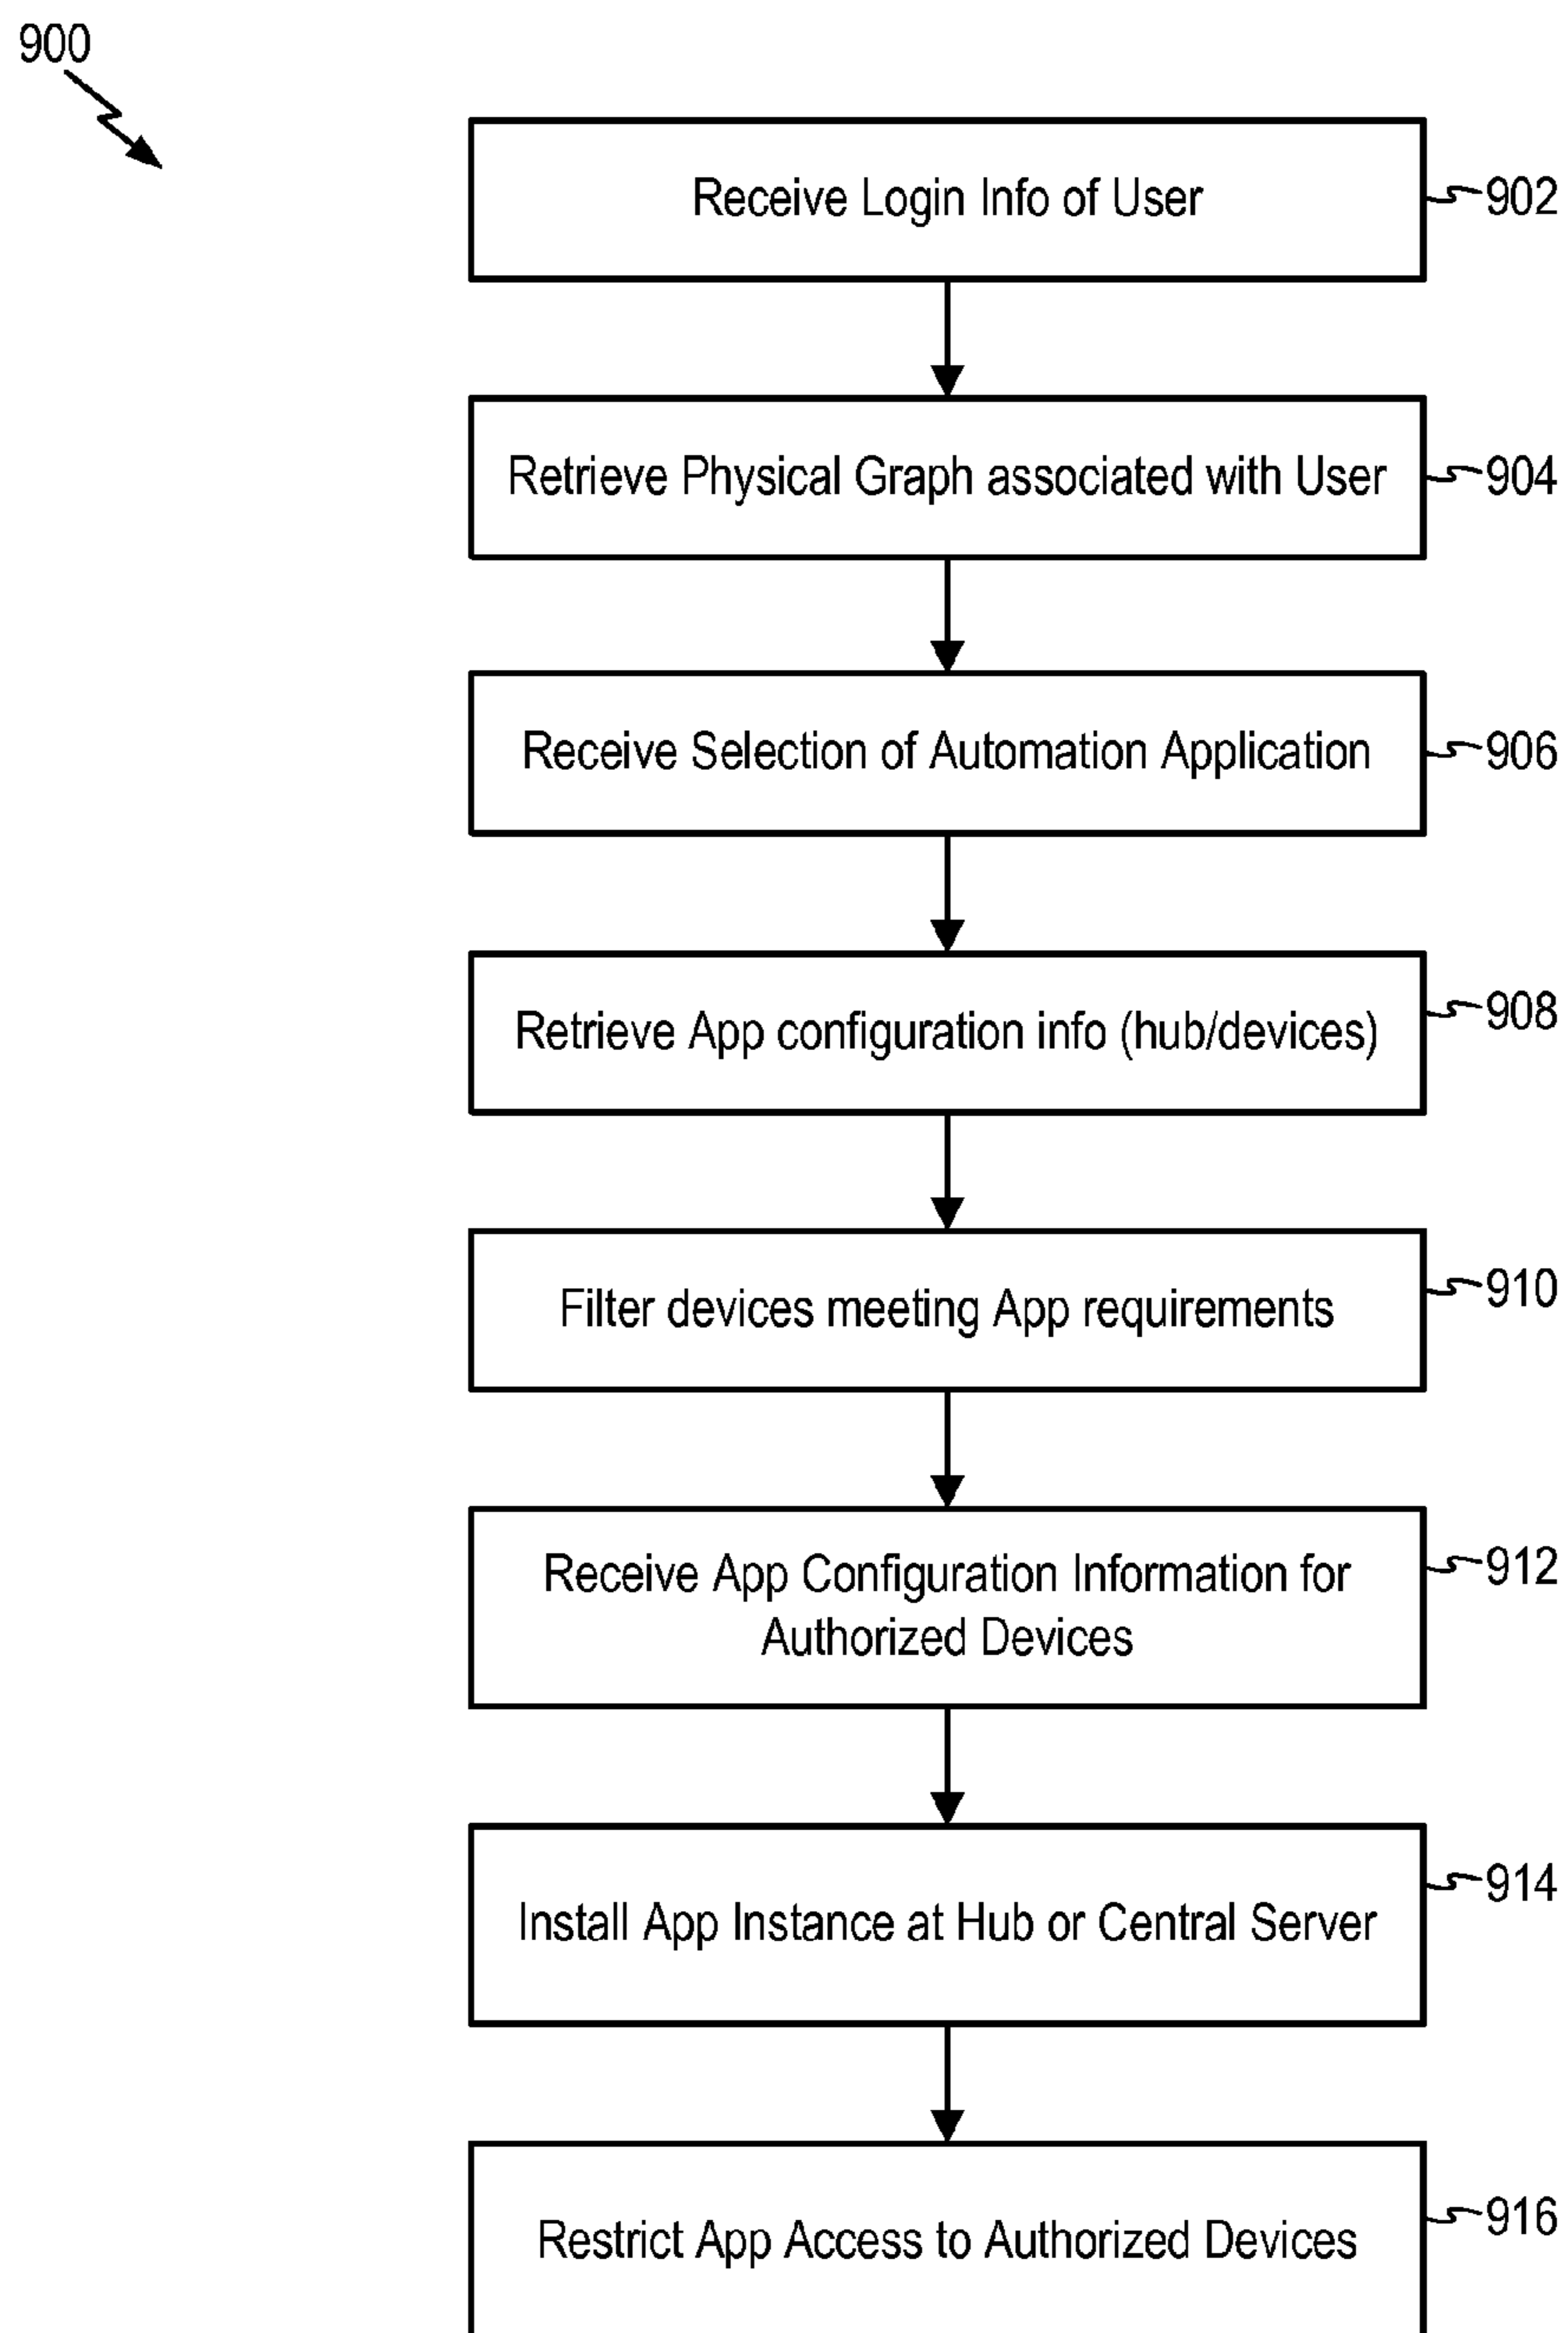 900
Receive Login Info of User
902
Retrieve Physical Graph associated with User
904
Receive Selection of Automation Application
906
Retrieve App configuration info (hub/devices)
908
Filter devices meeting App requirements
910
Receive App Configuration Information for
Authorized Devices
912
Install App Instance at Hub or Central Server
914
Restrict App Access to Authorized Devices
916